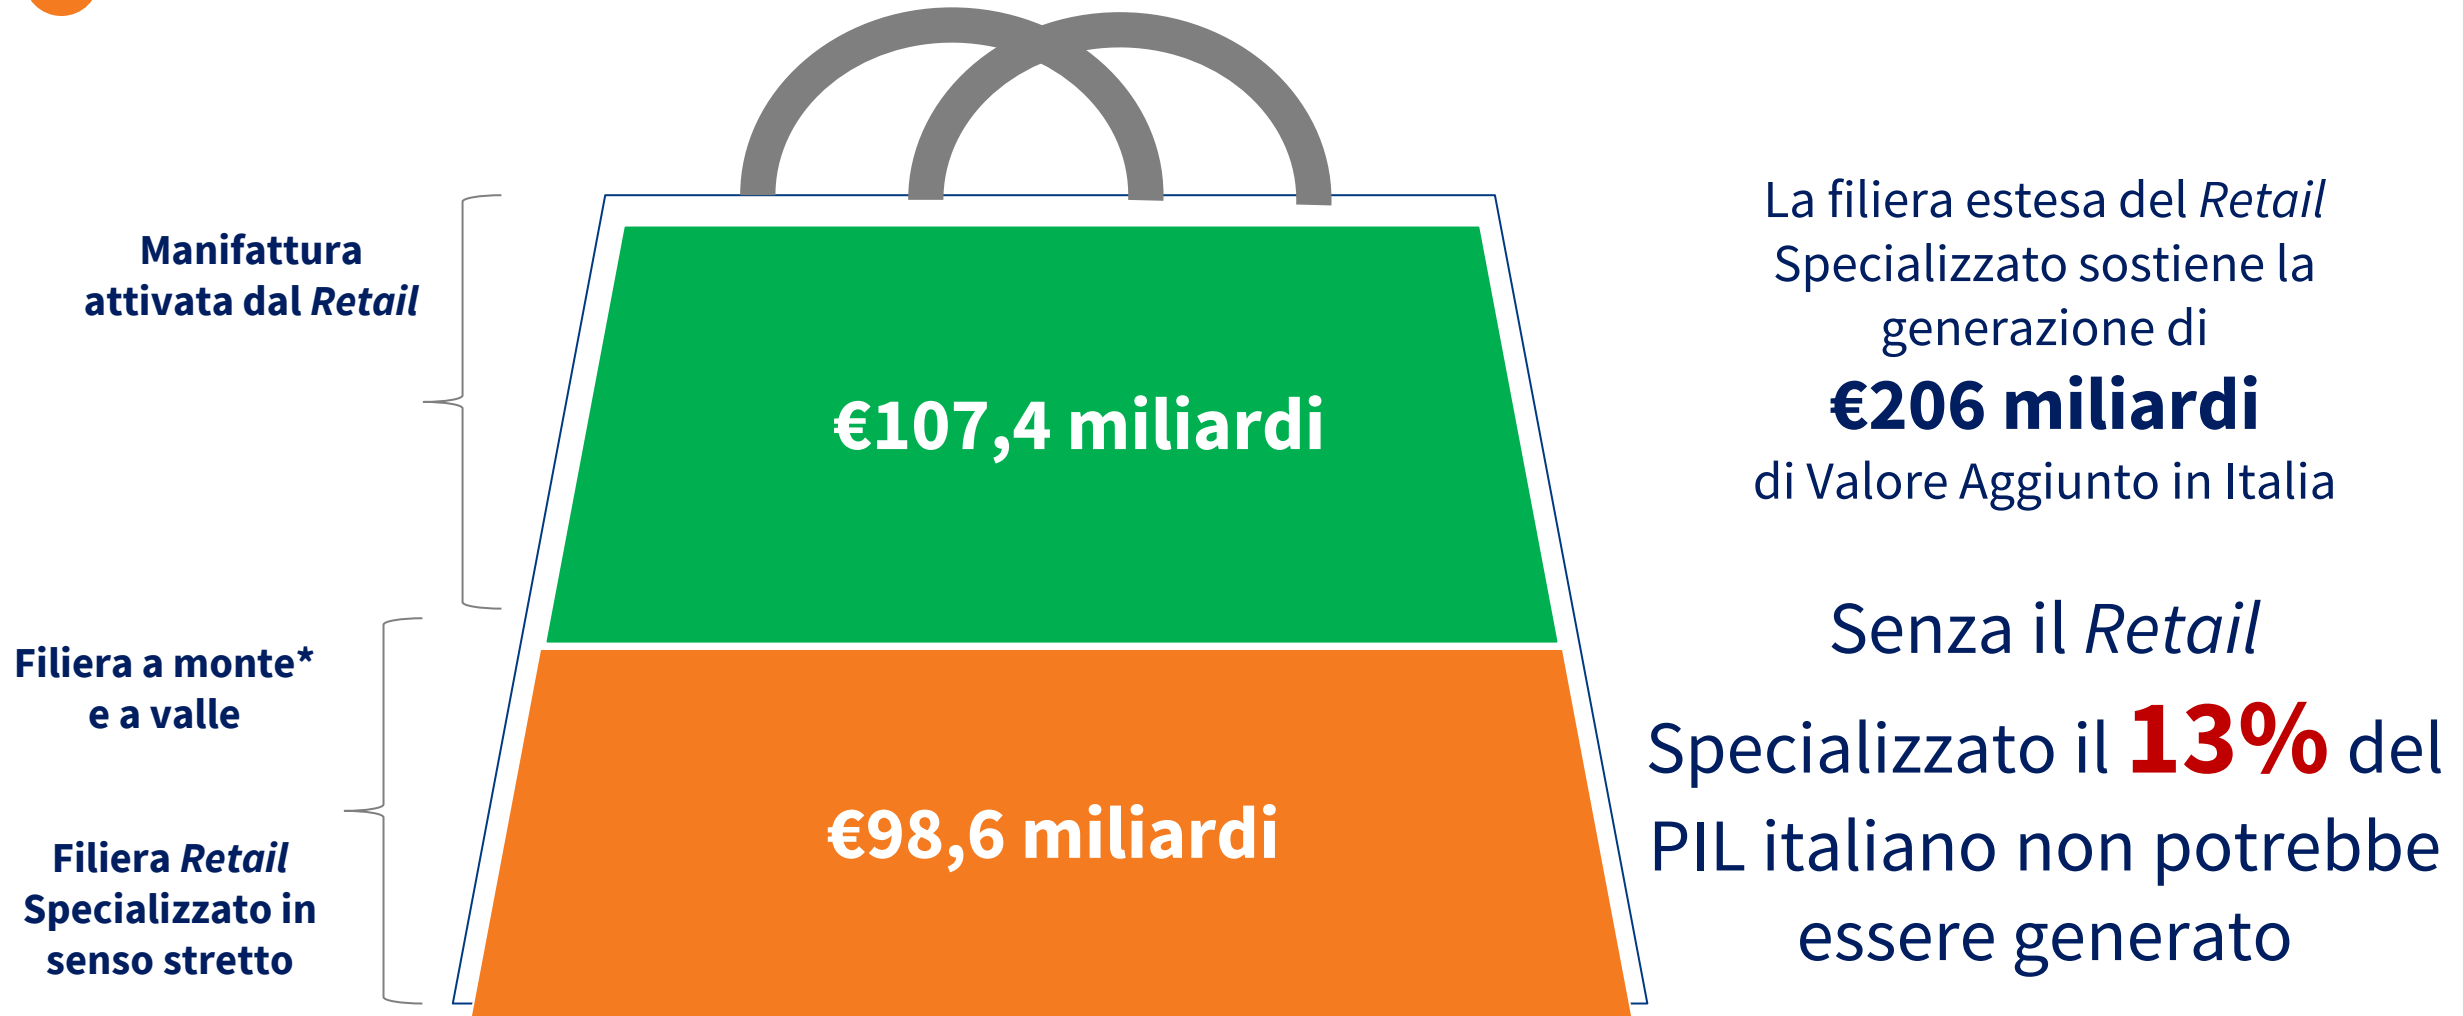 Manifattura
attivata dal Retail
€107,4 miliardi
Filiera a monte*
e a valle
Filiera Retail
Specializzato in
senso stretto
€98,6 miliardi
La filiera estesa del Retail
Specializzato sostiene la
generazione di
€206 miliardi
di Valore Aggiunto in Italia
Senza il Retail
Specializzato il 13% del
PIL italiano non potrebbe
essere generato